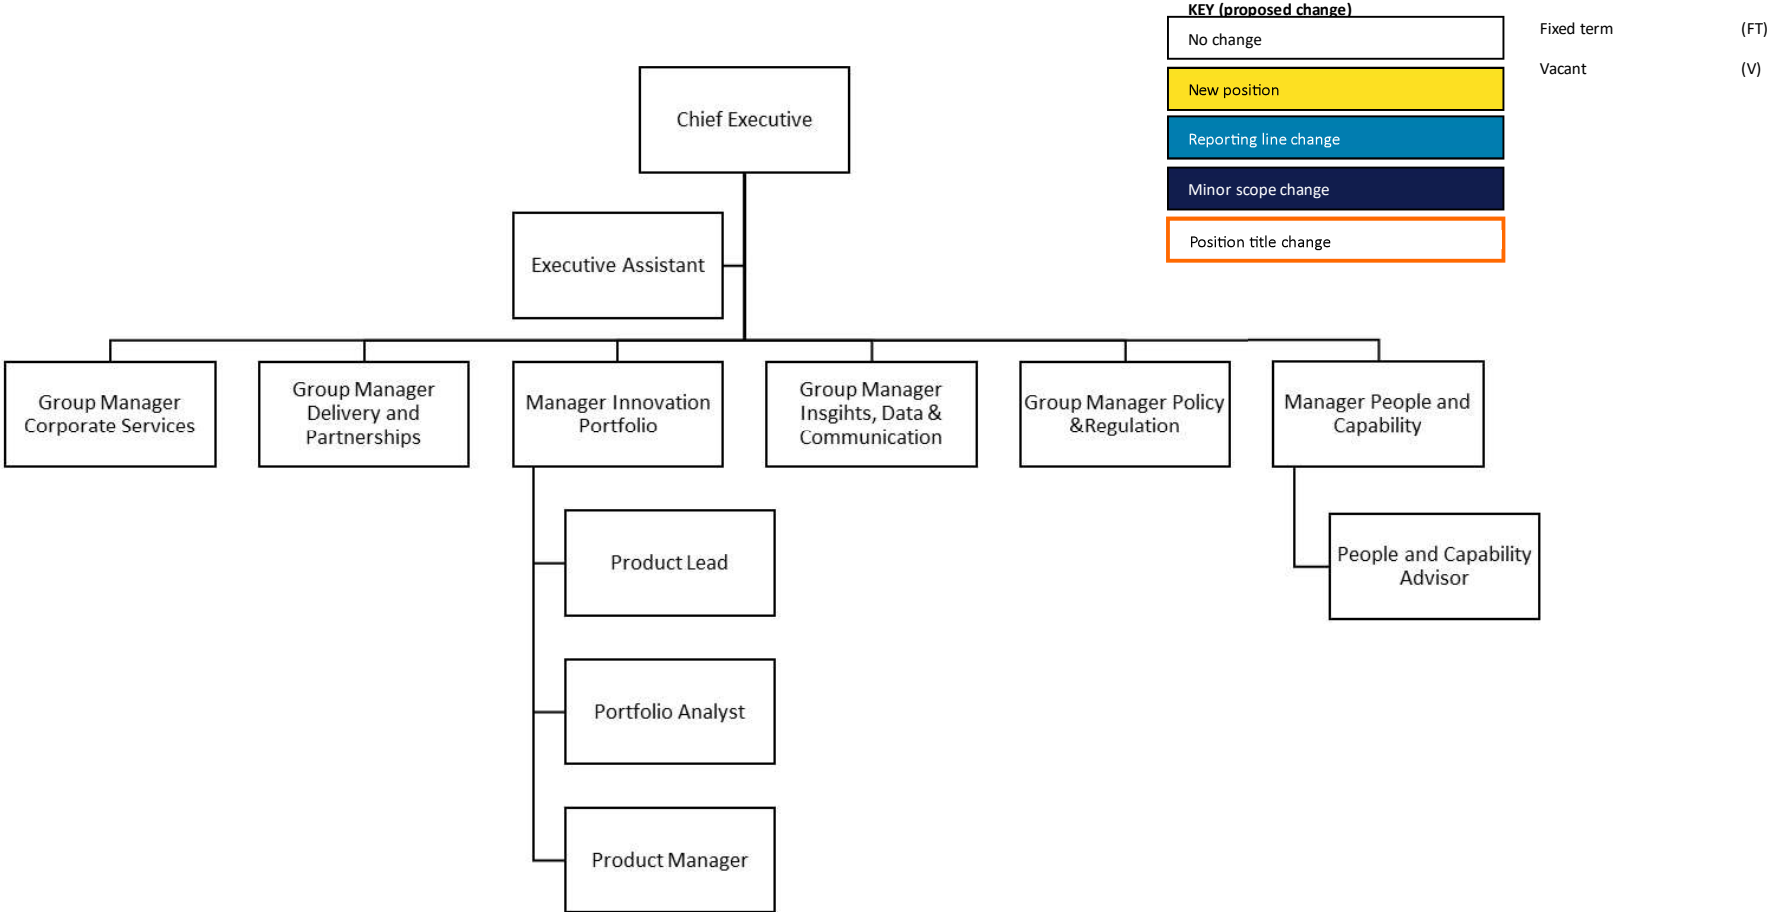 KEY (proposed change)
No change
New position
Reporting line change
Minor scope change
Position title change
Fixed term (FT)
Vacant (V)
Chief Executive
Executive Assistant
Group Manager
Corporate Services
Group Manager
Delivery and
Partnerships
Manager Innovation
Portfolio
Group Manager
Insgihts, Data &
Communication
Group Manager Policy
&Regulation
Manager People and
Capability
Product Lead
Portfolio Analyst
Product Manager
People and Capability
Advisor